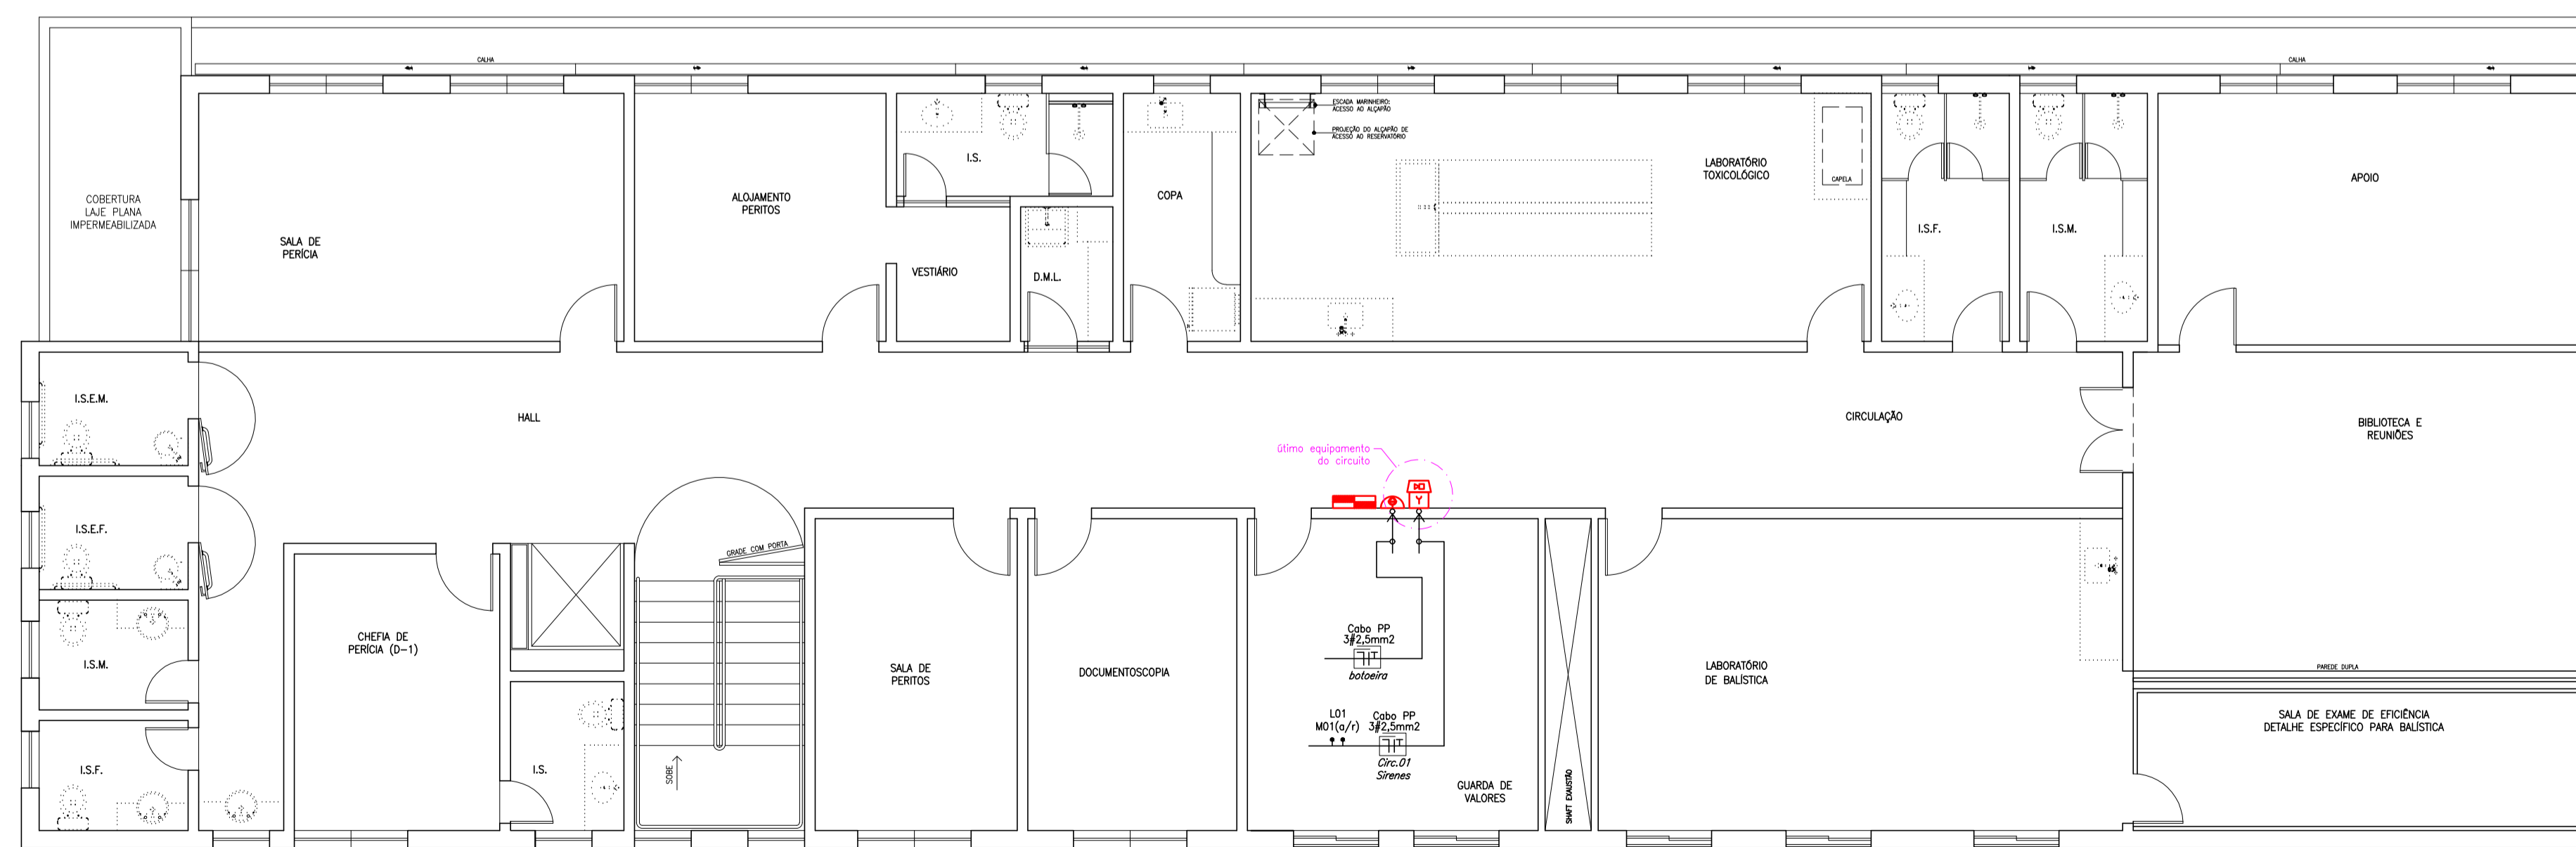 CALHA
CALHA
ESCADA MARINHEIRO:
ACESSO AO ALÇAPÃO
PROJEÇÃO DO ALÇAPÃO DE
ACESSO AO RESERVATÓRIO
COBERTURA
LAJE PLANA
IMPERMEABILIZADA
SALA DE
PERÍCIA
ALOJAMENTO
PERITOS
I.S.
VESTIÁRIO
D.M.L.
COPA
LABORATÓRIO
TOXICOLÓGICO
CAPELA
I.S.F.
I.S.M.
APOIO
I.S.E.M.
HALL
CIRCULAÇÃO
BIBLIOTECA E
REUNIÕES
útimo equipamento
do circuito
Y
I.S.E.F.
I.S.M.
I.S.F.
CHEFIA DE
PERÍCIA (D-1)
I.S.
GRADE COM PORTA
SOBE
SALA DE
PERITOS
DOCUMENTOSCOPIA
Cabo PP
3#2,5mm2
botoeira
L01
M01(a/r)
Cabo PP
3#2,5mm2
Circ.01
Sirenes
GUARDA DE
VALORES
SHAFT EXAUSTÃO
LABORATÓRIO
DE BALÍSTICA
PAREDE DUPLA
SALA DE EXAME DE EFICIÊNCIA
DETALHE ESPECÍFICO PARA BALÍSTICA